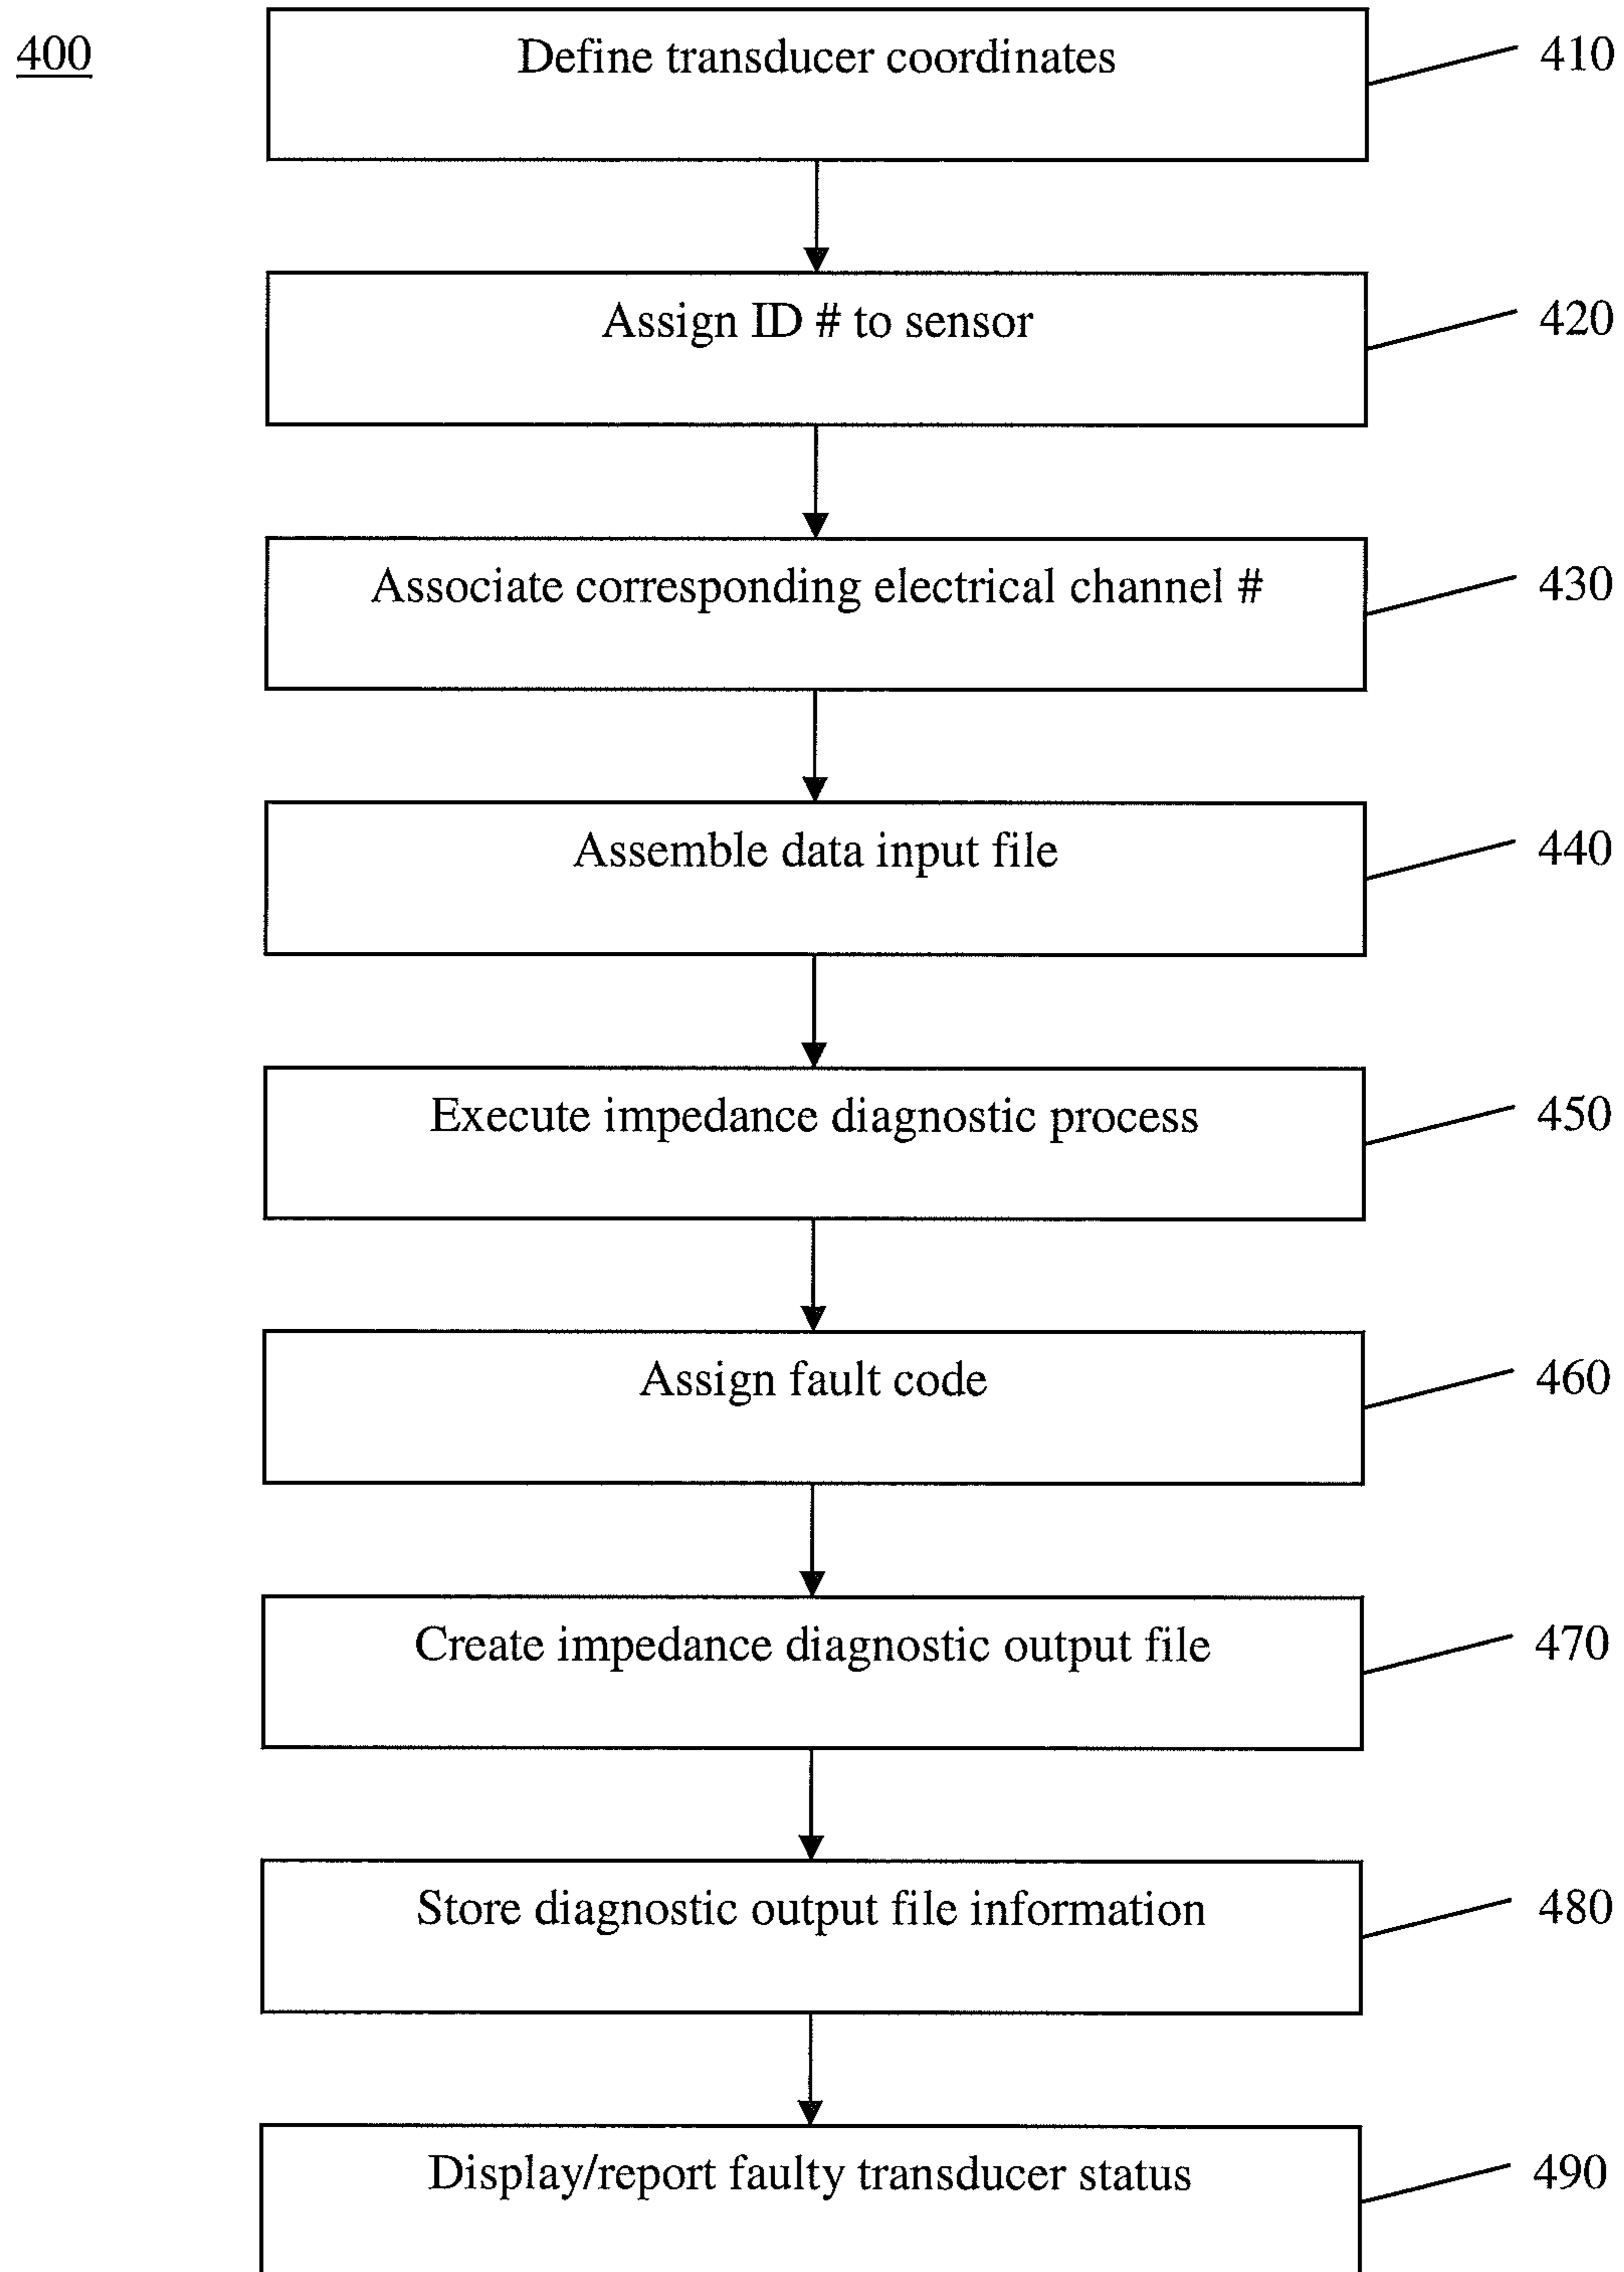 400
Define transducer coordinates
410
Assign ID # to sensor
420
Associate corresponding electrical channel #
430
Assemble data input file
440
Execute impedance diagnostic process
450
Assign fault code
460
Create impedance diagnostic output file
470
Store diagnostic output file information
480
Display/report faulty transducer status
490